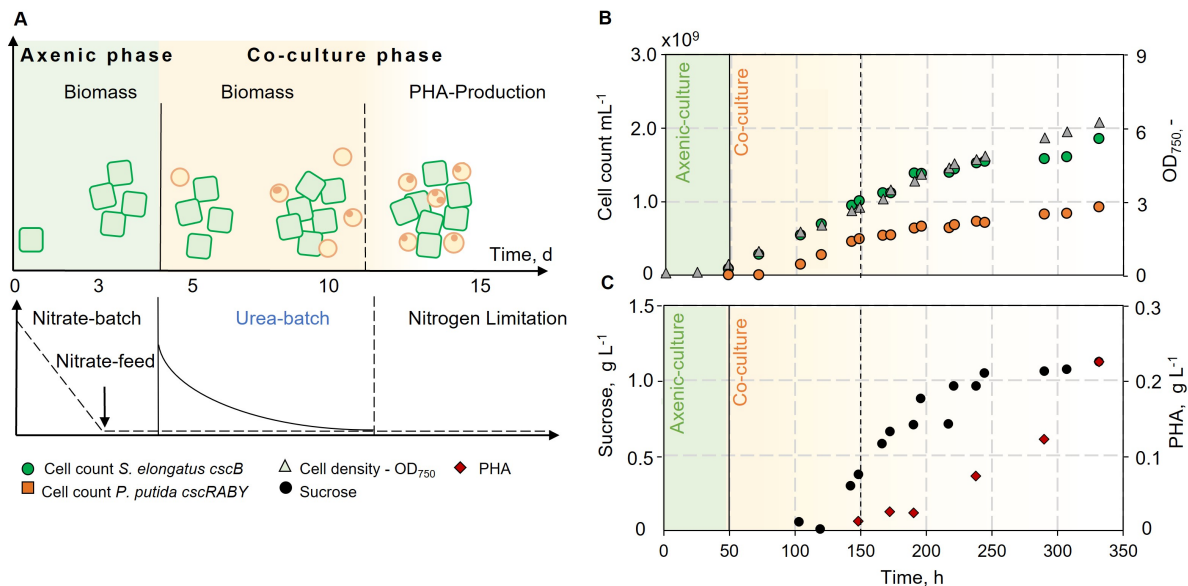 A
Axenic phase
Co-culture phase
Biomass
Biomass
PHA-Production
Time, d
0
3
5
10
15
Nitrate-batch
Urea-batch
Nitrogen Limitation
Nitrate-feed
Cell count S. elongatus cscB
Cell density - OD750
PHA
Cell count P. putida cscRABY
Sucrose
B
x10⁹
3.0
2.0
1.0
0
Cell count mL⁻¹
Axenic-culture
Co-culture
9
6
3
0
OD750, -
C
1.5
1.0
0.5
0
Sucrose, g L⁻¹
Axenic-culture
Co-culture
0.3
0.2
0.1
0
PHA, g L⁻¹
0
50
100
150
200
250
300
350
Time, h